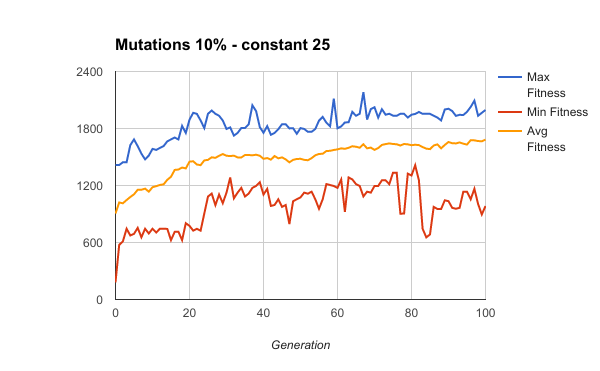 Mutations 10% - constant 25
2400
1800
1200
600
0
0 20 40 60 80 100
Generation
Max
Fitness
Min Fitness
Avg
Fitness